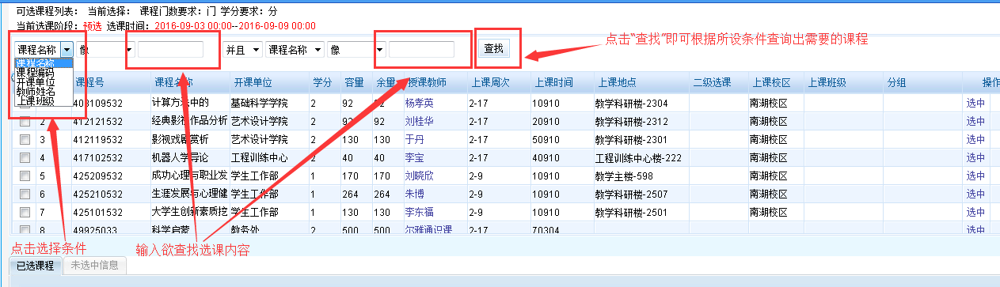 可选课程列表： 当前选择： 课程门数要求：门 学分要求：分
当前选课阶段：预选 选课时间：2016-09-03 00:00--2016-09-09 00:00
点击“查找”即可根据所设条件查询出需要的课程
课程名称 像 并且 课程名称 像 查找
课程名称
课程编码
开课单位
教师姓名
上课班级
课程号 课程名称 开课单位 学分 容量 余量 授课教师 上课周次 上课时间 上课地点 二级选课 上课校区 上课班级 分组 操作
408109532 计算方法中的 基础科学学院 2 92 92 杨孝英 2-17 10910 教学科研楼-2304 南湖校区 选中
2 412121532 经典影视作品分析 艺术设计学院 2 92 92 刘桂华 2-17 20910 教学科研楼-2312 南湖校区 选中
3 412119532 影视戏剧赏析 艺术设计学院 2 130 130 于丹 2-17 50910 教学科研楼-2301 南湖校区 选中
4 417102532 机器人学导论 工程训练中心 2 40 40 李宝 2-17 40910 工程训练中心楼-222 南湖校区 选中
5 425209532 成功心理与职业发 学生工作部 1 170 170 刘晓欣 2-9 10910 教学主楼-598 南湖校区 选中
6 425210532 生涯发展与心理健 学生工作部 1 264 264 朱博 2-9 10910 教学科研楼-2507 南湖校区 选中
7 425101532 大学生创新素质挖 学生工作部 1 130 130 李东福 2-9 10910 教学科研楼-2501 南湖校区 选中
8 49925033 科学启蒙 教务处 2 500 500 尔雅通识课 2-17 70304 选中
点击选择条件 输入欲查找选课内容
已选课程 未选中信息